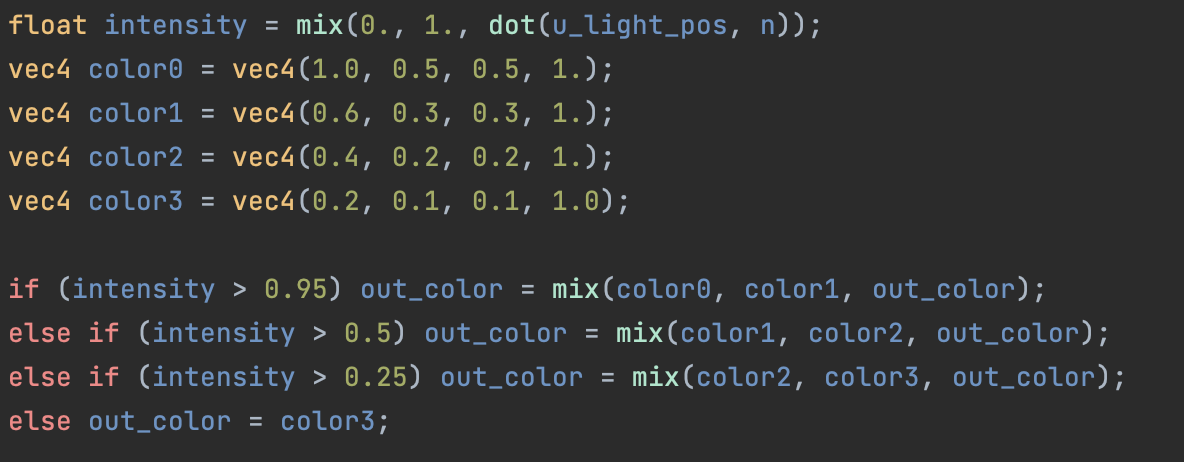 float intensity = mix(0., 1., dot(u_light_pos, n));
vec4 color0 = vec4(1.0, 0.5, 0.5, 1.);
vec4 color1 = vec4(0.6, 0.3, 0.3, 1.);
vec4 color2 = vec4(0.4, 0.2, 0.2, 1.);
vec4 color3 = vec4(0.2, 0.1, 0.1, 1.0);
if (intensity > 0.95) out_color = mix(color0, color1, out_color);
else if (intensity > 0.5) out_color = mix(color1, color2, out_color);
else if (intensity > 0.25) out_color = mix(color2, color3, out_color);
else out_color = color3;